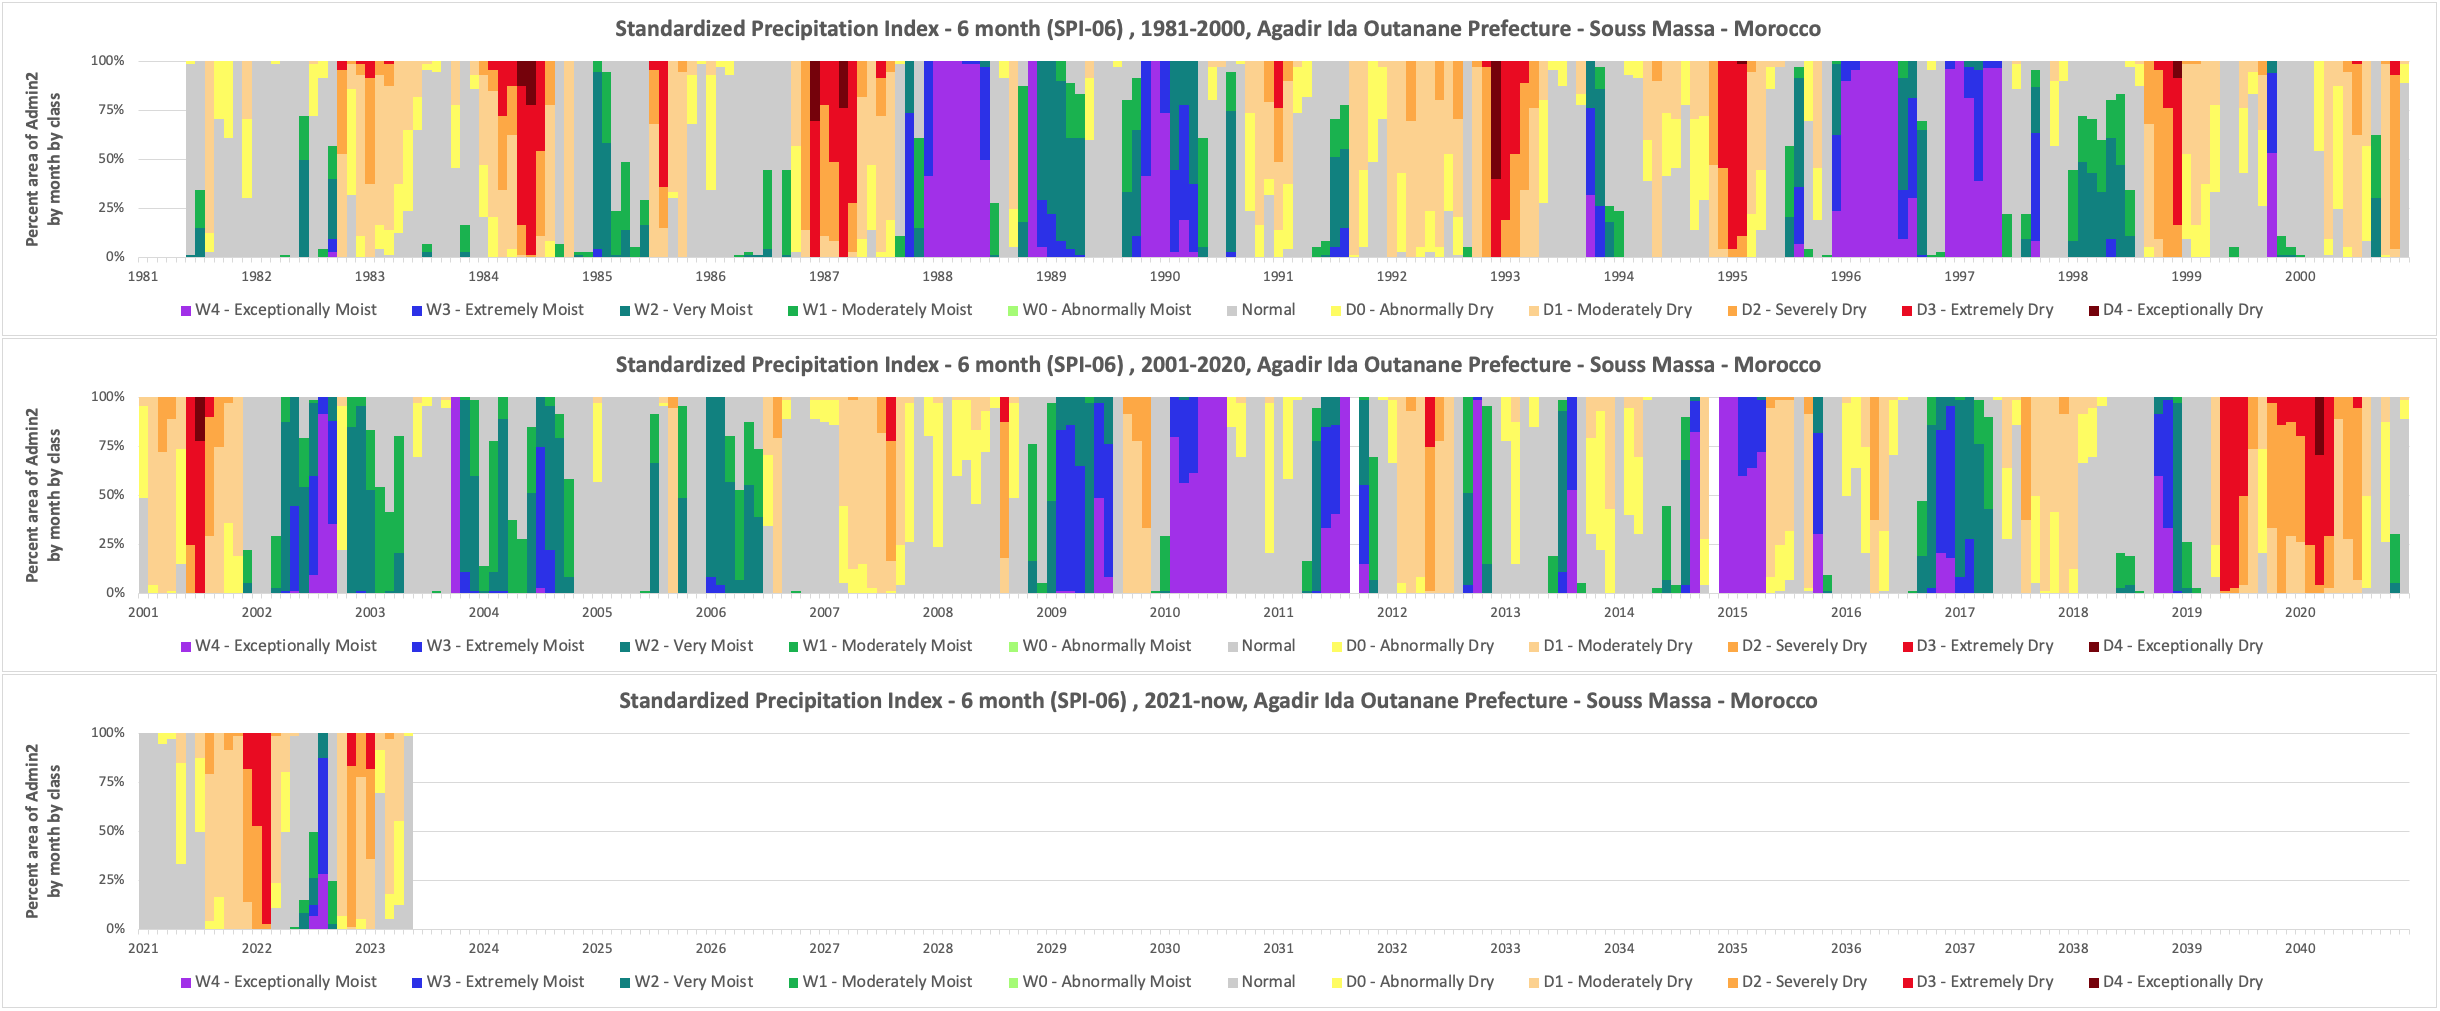 Standardized Precipitation Index - 6 month (SPI-06) , 1981-2000, Agadir Ida Outanane Prefecture - Souss Massa - Morocco
Percent area of Admin2
by month by class
100%
75%
50%
25%
0%
1981 1982 1983 1984 1985 1986 1987 1988 1989 1990 1991 1992 1993 1994 1995 1996 1997 1998 1999 2000
W4 - Exceptionally Moist W3 - Extremely Moist W2 - Very Moist W1 - Moderately Moist W0 - Abnormally Moist Normal D0 - Abnormally Dry D1 - Moderately Dry D2 - Severely Dry D3 - Extremely Dry D4 - Exceptionally Dry
Standardized Precipitation Index - 6 month (SPI-06) , 2001-2020, Agadir Ida Outanane Prefecture - Souss Massa - Morocco
Percent area of Admin2
by month by class
100%
75%
50%
25%
0%
2001 2002 2003 2004 2005 2006 2007 2008 2009 2010 2011 2012 2013 2014 2015 2016 2017 2018 2019 2020
W4 - Exceptionally Moist W3 - Extremely Moist W2 - Very Moist W1 - Moderately Moist W0 - Abnormally Moist Normal D0 - Abnormally Dry D1 - Moderately Dry D2 - Severely Dry D3 - Extremely Dry D4 - Exceptionally Dry
Standardized Precipitation Index - 6 month (SPI-06) , 2021-now, Agadir Ida Outanane Prefecture - Souss Massa - Morocco
Percent area of Admin2
by month by class
100%
75%
50%
25%
0%
2021 2022 2023 2024 2025 2026 2027 2028 2029 2030 2031 2032 2033 2034 2035 2036 2037 2038 2039 2040
W4 - Exceptionally Moist W3 - Extremely Moist W2 - Very Moist W1 - Moderately Moist W0 - Abnormally Moist Normal D0 - Abnormally Dry D1 - Moderately Dry D2 - Severely Dry D3 - Extremely Dry D4 - Exceptionally Dry